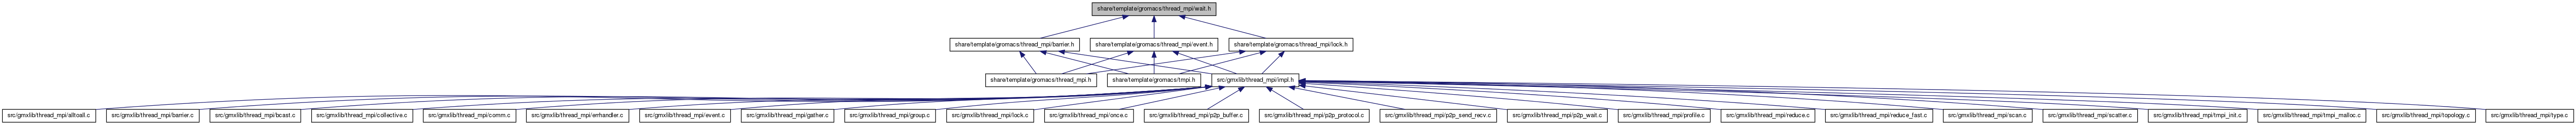 share/template/gromacs/thread_mpi/wait.h
share/template/gromacs/thread_mpi/barrier.h
share/template/gromacs/thread_mpi/event.h
share/template/gromacs/thread_mpi/lock.h
share/template/gromacs/thread_mpi.h
share/template/gromacs/tmpi.h
src/gmxlib/thread_mpi/impl.h
src/gmxlib/thread_mpi/alltoall.c
src/gmxlib/thread_mpi/barrier.c
src/gmxlib/thread_mpi/bcast.c
src/gmxlib/thread_mpi/collective.c
src/gmxlib/thread_mpi/comm.c
src/gmxlib/thread_mpi/errhandler.c
src/gmxlib/thread_mpi/event.c
src/gmxlib/thread_mpi/gather.c
src/gmxlib/thread_mpi/group.c
src/gmxlib/thread_mpi/lock.c
src/gmxlib/thread_mpi/once.c
src/gmxlib/thread_mpi/p2p_buffer.c
src/gmxlib/thread_mpi/p2p_protocol.c
src/gmxlib/thread_mpi/p2p_send_recv.c
src/gmxlib/thread_mpi/p2p_wait.c
src/gmxlib/thread_mpi/profile.c
src/gmxlib/thread_mpi/reduce.c
src/gmxlib/thread_mpi/reduce_fast.c
src/gmxlib/thread_mpi/scan.c
src/gmxlib/thread_mpi/scatter.c
src/gmxlib/thread_mpi/tmpi_init.c
src/gmxlib/thread_mpi/tmpi_malloc.c
src/gmxlib/thread_mpi/topology.c
src/gmxlib/thread_mpi/type.c